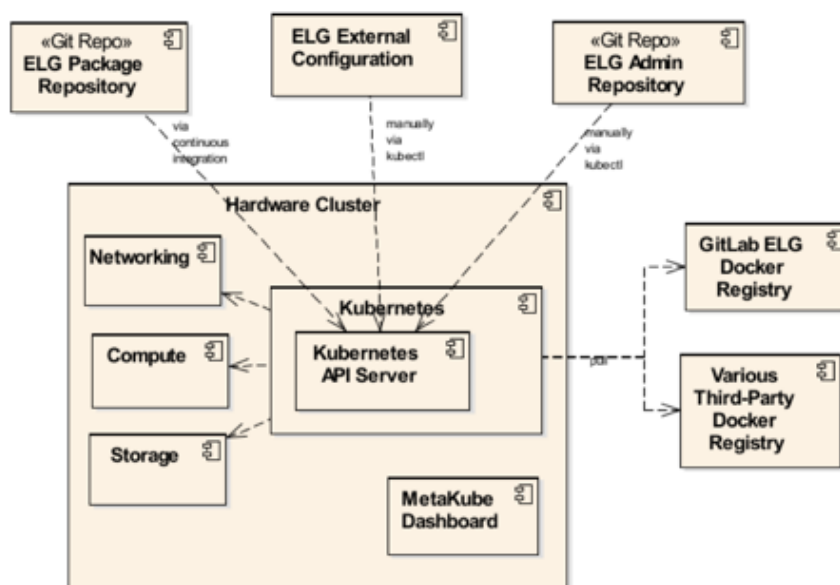 «Git Repo»
ELG Package
Repository
ELG External
Configuration
«Git Repo»
ELG Admin
Repository
via
continuous
integration
manually
via
kubectl
manually
via
kubectl
Hardware Cluster
Networking
Compute
Storage
Kubernetes
Kubernetes
API Server
MetaKube
Dashboard
pull
GitLab ELG
Docker
Registry
Various
Third-Party
Docker
Registry